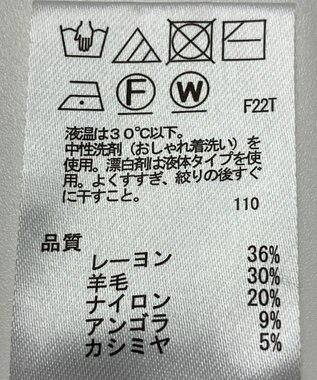 F W
F22T
液温は30℃以下。
中性洗剤（おしゃれ着洗い）を
使用。漂白剤は液体タイプを使
用。よくすすぎ、絞りの後すぐ
に干すこと。
110
品質
レーヨン 36%
羊毛 30%
ナイロン 20%
アンゴラ 9%
カシミヤ 5%